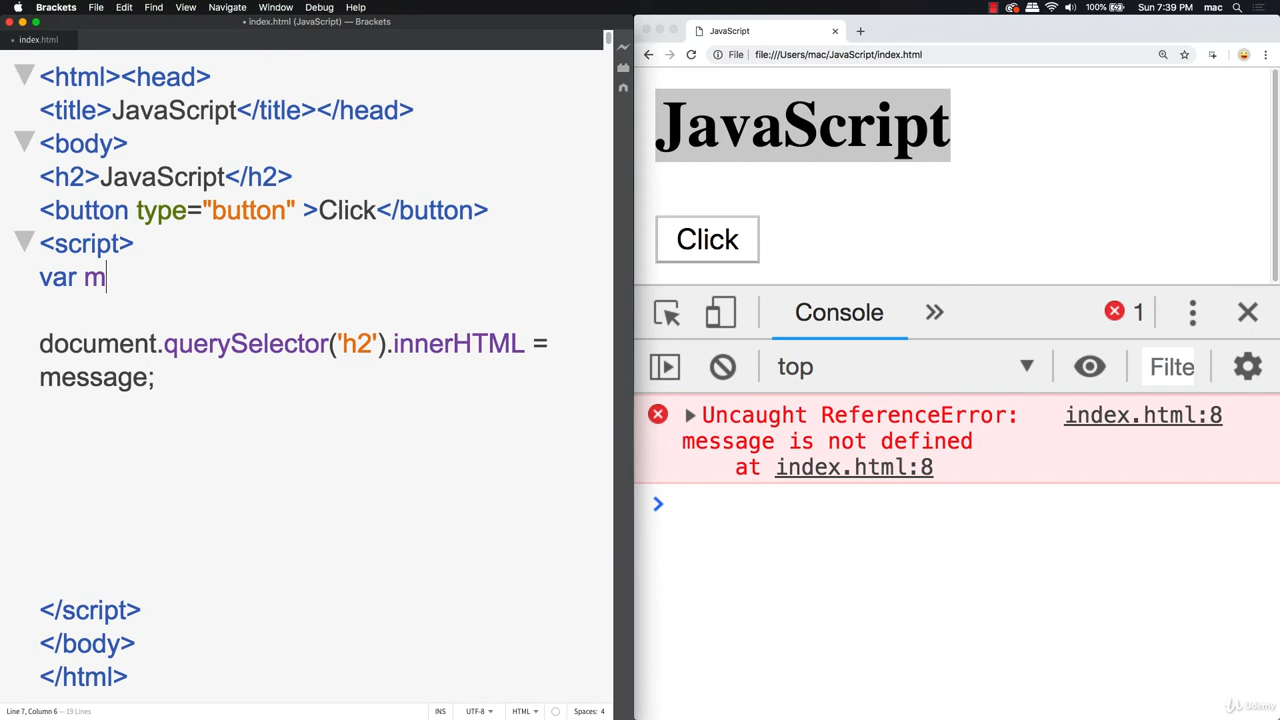 Brackets File Edit Find View Navigate Window Debug Help
100% Sun 7:39 PM mac
• index.html (JavaScript) — Brackets
• index.html
<html><head>
<title>JavaScript</title></head>
<body>
<h2>JavaScript</h2>
<button type="button" >Click</button>
<script>
var m
document.querySelector('h2').innerHTML =
message;
</script>
</body>
</html>
Line 7, Column 6 — 19 Lines
INS UTF-8 HTML Spaces: 4
JavaScript
File file:///Users/mac/JavaScript/index.html
JavaScript
Click
Console
1
top
Filte
Uncaught ReferenceError: index.html:8
message is not defined
at index.html:8
Udemy